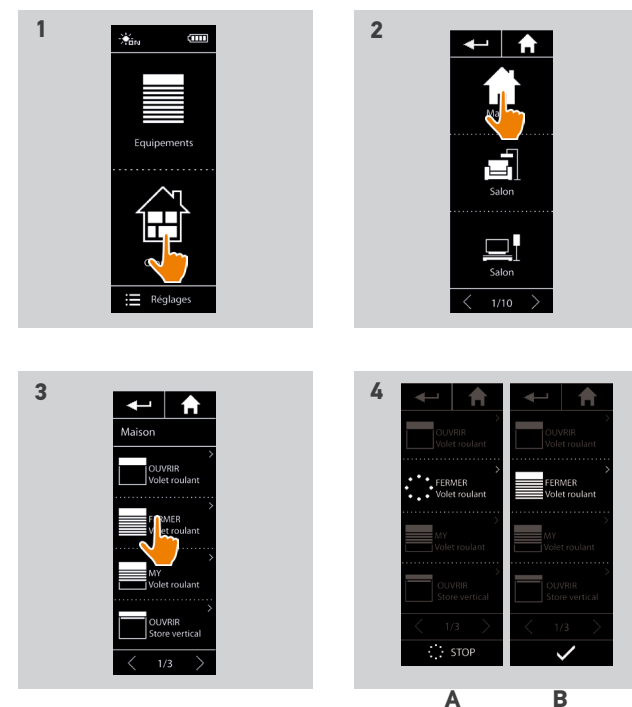 1
ON
Equipements
Réglages
2
Salon
Salon
1/10
3
Maison
OUVRIR
Volet roulant
FERMER
Volet roulant
MY
Volet roulant
OUVRIR
Store vertical
1/3
4
OUVRIR
Volet roulant
FERMER
Volet roulant
MY
Volet roulant
OUVRIR
Store vertical
1/3
STOP
A
OUVRIR
Volet roulant
FERMER
Volet roulant
MY
Volet roulant
OUVRIR
Store vertical
1/3
B